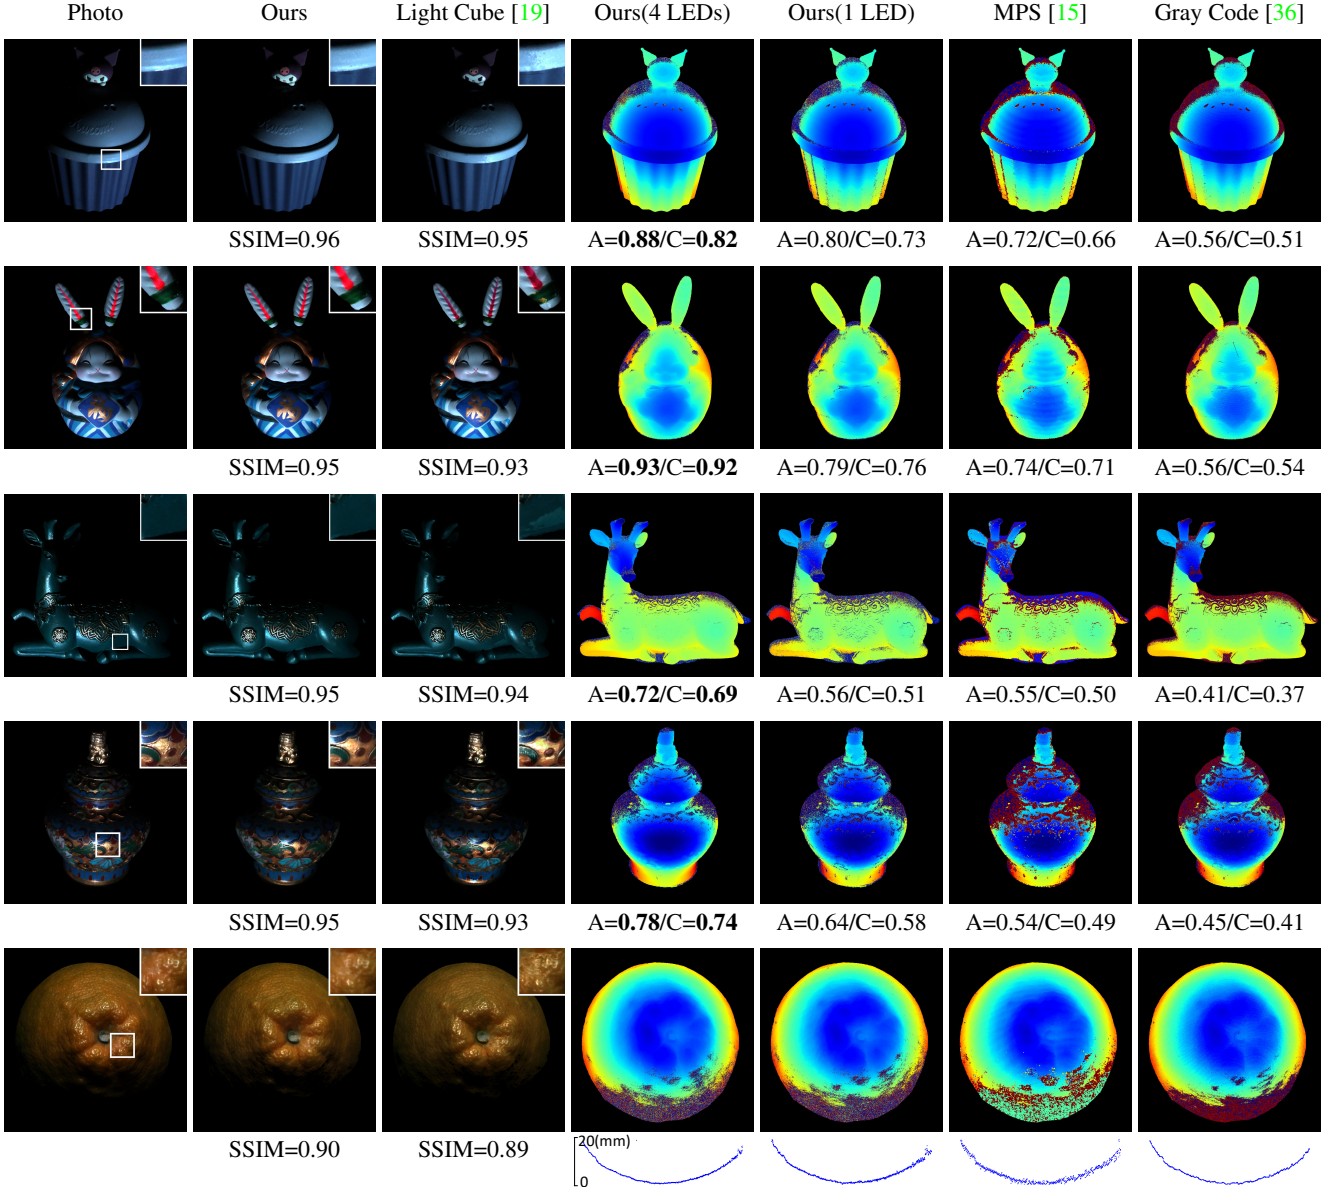 Photo Ours Light Cube [19] Ours(4 LEDs) Ours(1 LED) MPS [15] Gray Code [36]
SSIM=0.96 SSIM=0.95 A=0.88/C=0.82 A=0.80/C=0.73 A=0.72/C=0.66 A=0.56/C=0.51
SSIM=0.95 SSIM=0.93 A=0.93/C=0.92 A=0.79/C=0.76 A=0.74/C=0.71 A=0.56/C=0.54
SSIM=0.95 SSIM=0.94 A=0.72/C=0.69 A=0.56/C=0.51 A=0.55/C=0.50 A=0.41/C=0.37
SSIM=0.95 SSIM=0.93 A=0.78/C=0.74 A=0.64/C=0.58 A=0.54/C=0.49 A=0.45/C=0.41
SSIM=0.90 SSIM=0.89 20(mm)
0